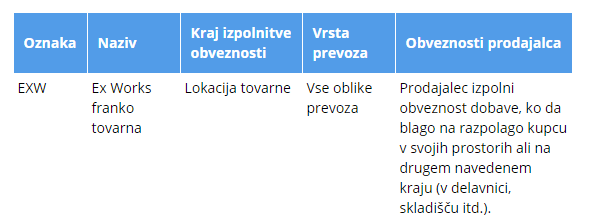 Oznaka
Naziv
Kraj izpolnitve
obveznosti
Vrsta
prevoza
Obveznosti prodajalca
EXW
Ex Works
franko
tovarna
Lokacija tovarne
Vse oblike
prevoza
Prodajalec izpolni
obveznost dobave, ko da
blago na razpolago kupcu
v svojih prostorih ali na
drugem navedenem
kraju (v delavnici,
skladišču itd.).